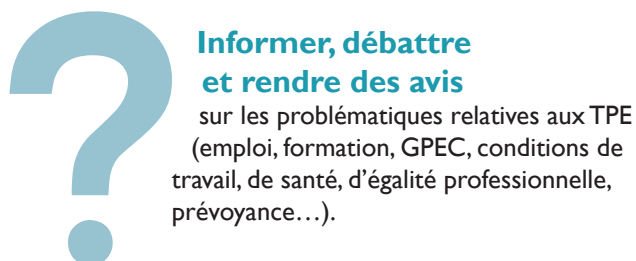 Informer, débattre
et rendre des avis
sur les problématiques relatives aux TPE
(emploi, formation, GPEC, conditions de
travail, de santé, d'égalité professionnelle,
prévoyance…).
?